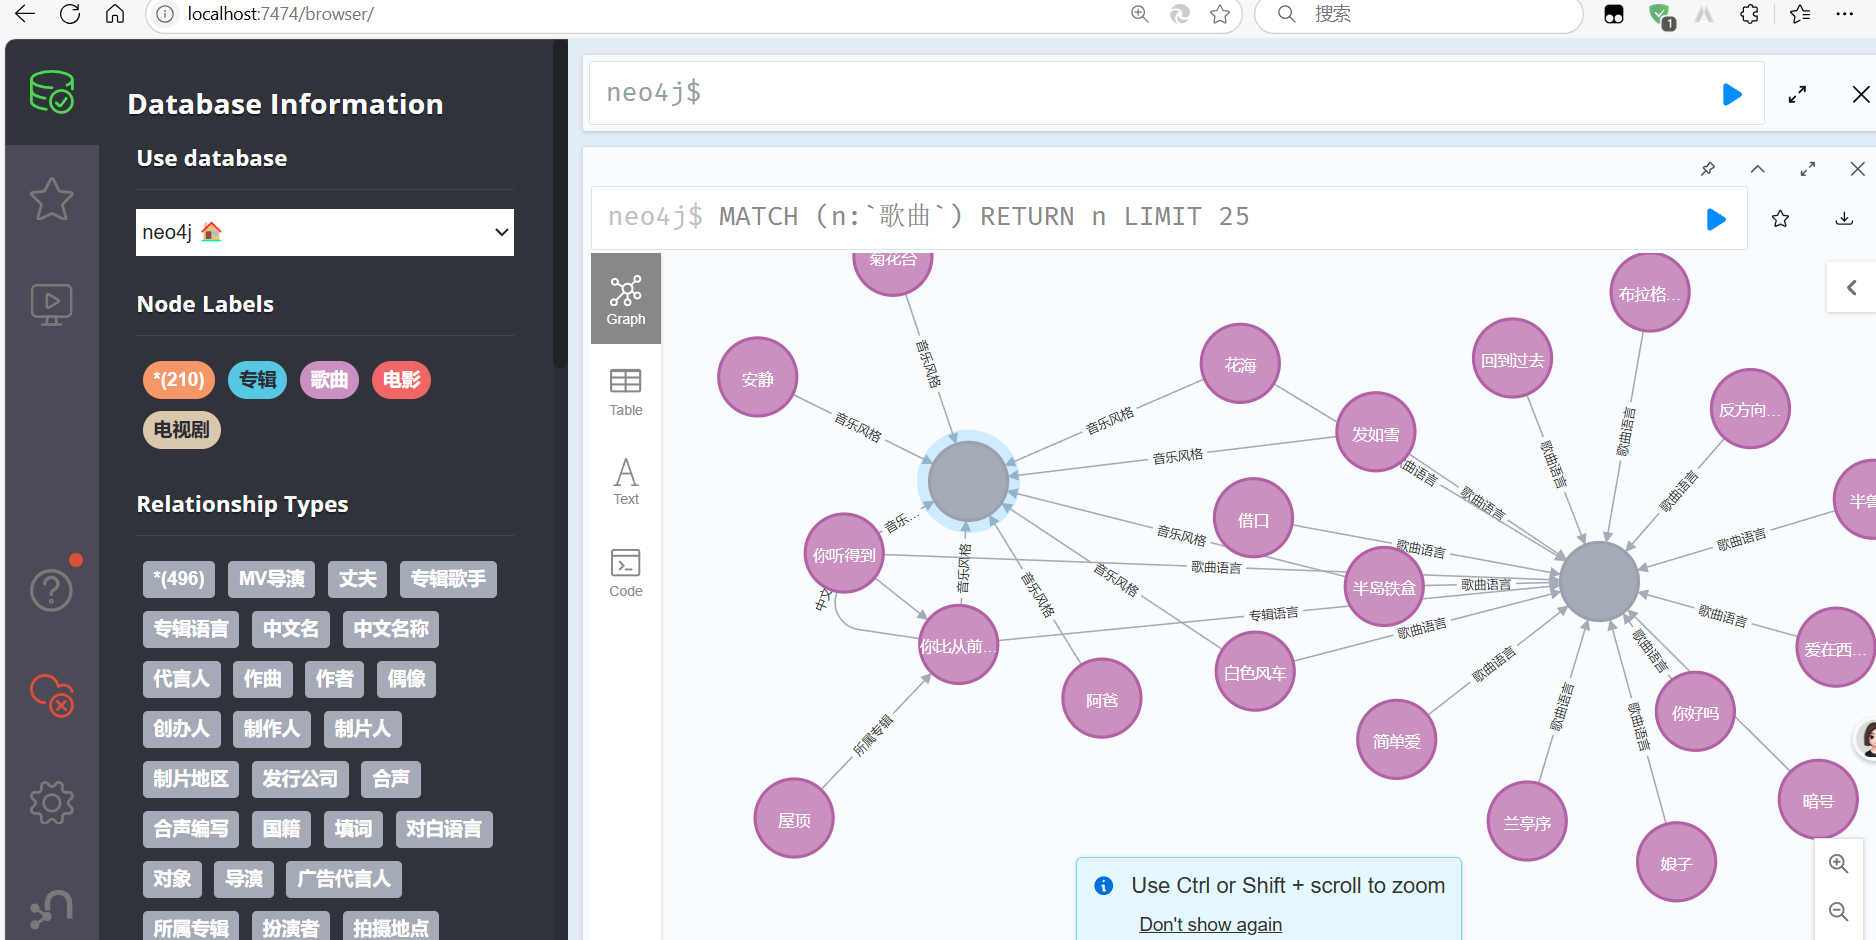 localhost:7474/browser/
搜索
1
Database Information
Use database
neo4j
Node Labels
*(210)
专辑
歌曲
电影
电视剧
Relationship Types
*(496)
MV导演
丈夫
专辑歌手
专辑语言
中文名
中文名称
代言人
作曲
作者
偶像
创办人
制作人
制片人
制片地区
发行公司
合声
合声编写
国籍
填词
对白语言
对象
导演
广告代言人
所属专辑
扮演者
拍摄地点
neo4j$
neo4j$ MATCH (n:`歌曲`) RETURN n LIMIT 25
Graph
Table
Text
Code
菊花台
布拉格...
音乐风格
安静
花海
回到过去
反方向...
音乐风格
音乐风格
发如雪
歌曲语言
音乐风格
曲语言
歌曲语言
歌曲语言
歌曲语言
音乐...
借口
音乐风格
半兽
你听得到
音乐风格
歌曲语言
歌曲语言
歌曲语言
音乐风格
音乐风格
半岛铁盒
歌曲语言
中文
专辑语言
歌曲语言
歌曲语言
你比从前...
歌曲语言
爱在西...
歌曲语言
白色风车
阿爸
歌曲语言
歌曲语言
你好吗
所属专辑
简单爱
屋顶
兰亭序
暗号
娘子
Use Ctrl or Shift + scroll to zoom
Don't show again